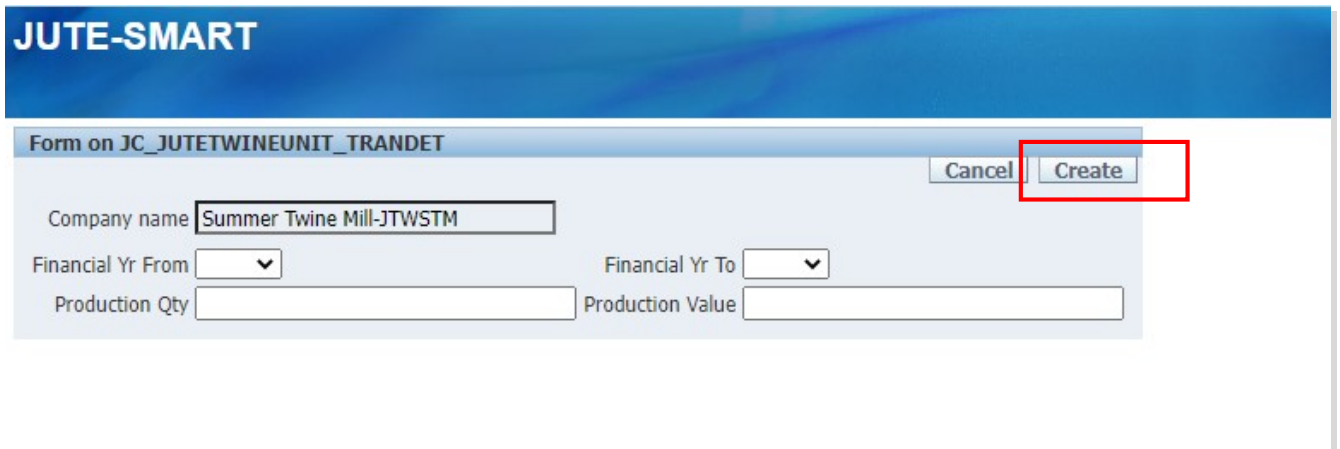 JUTE-SMART
Form on JC_JUTETWINEUNIT_TRANDET
Cancel Create
Company name Summer Twine Mill-JTWSTM
Financial Yr From Financial Yr To
Production Qty Production Value